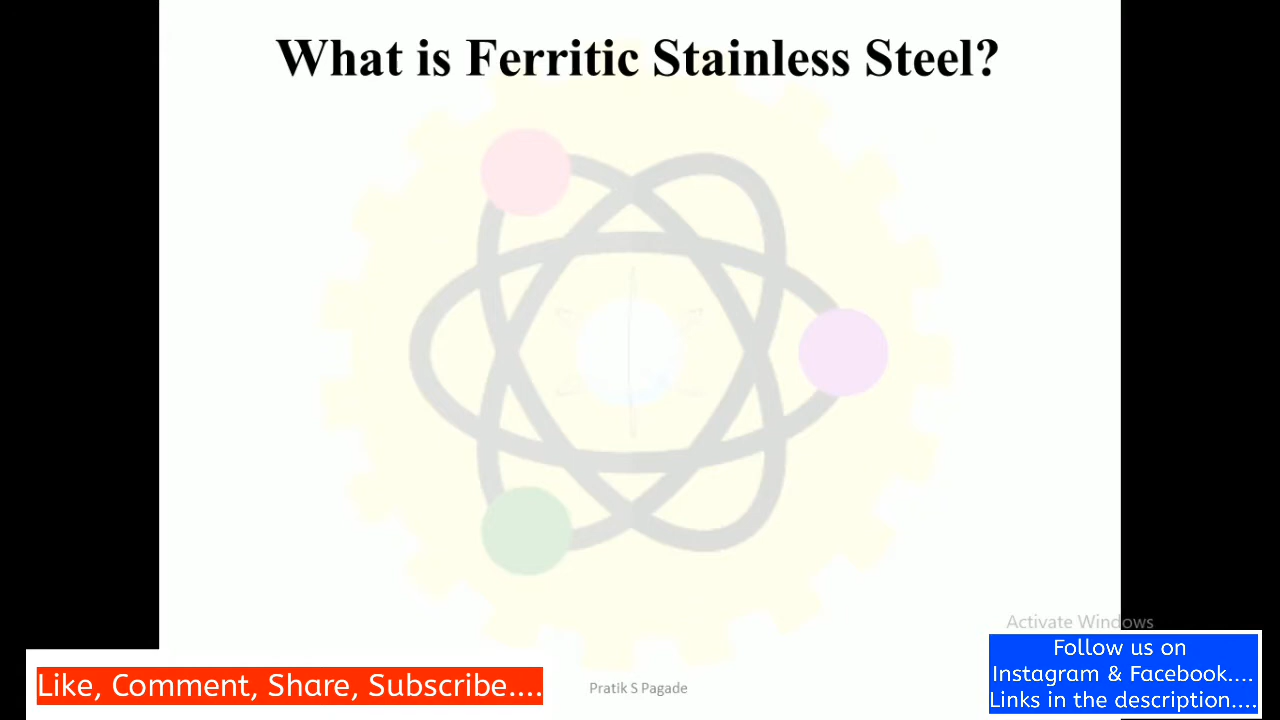 What is Ferritic Stainless Steel?
Activate Windows
Follow us on
Instagram & Facebook....
Links in the description....
Like, Comment, Share, Subscribe....
Pratik S Pagade